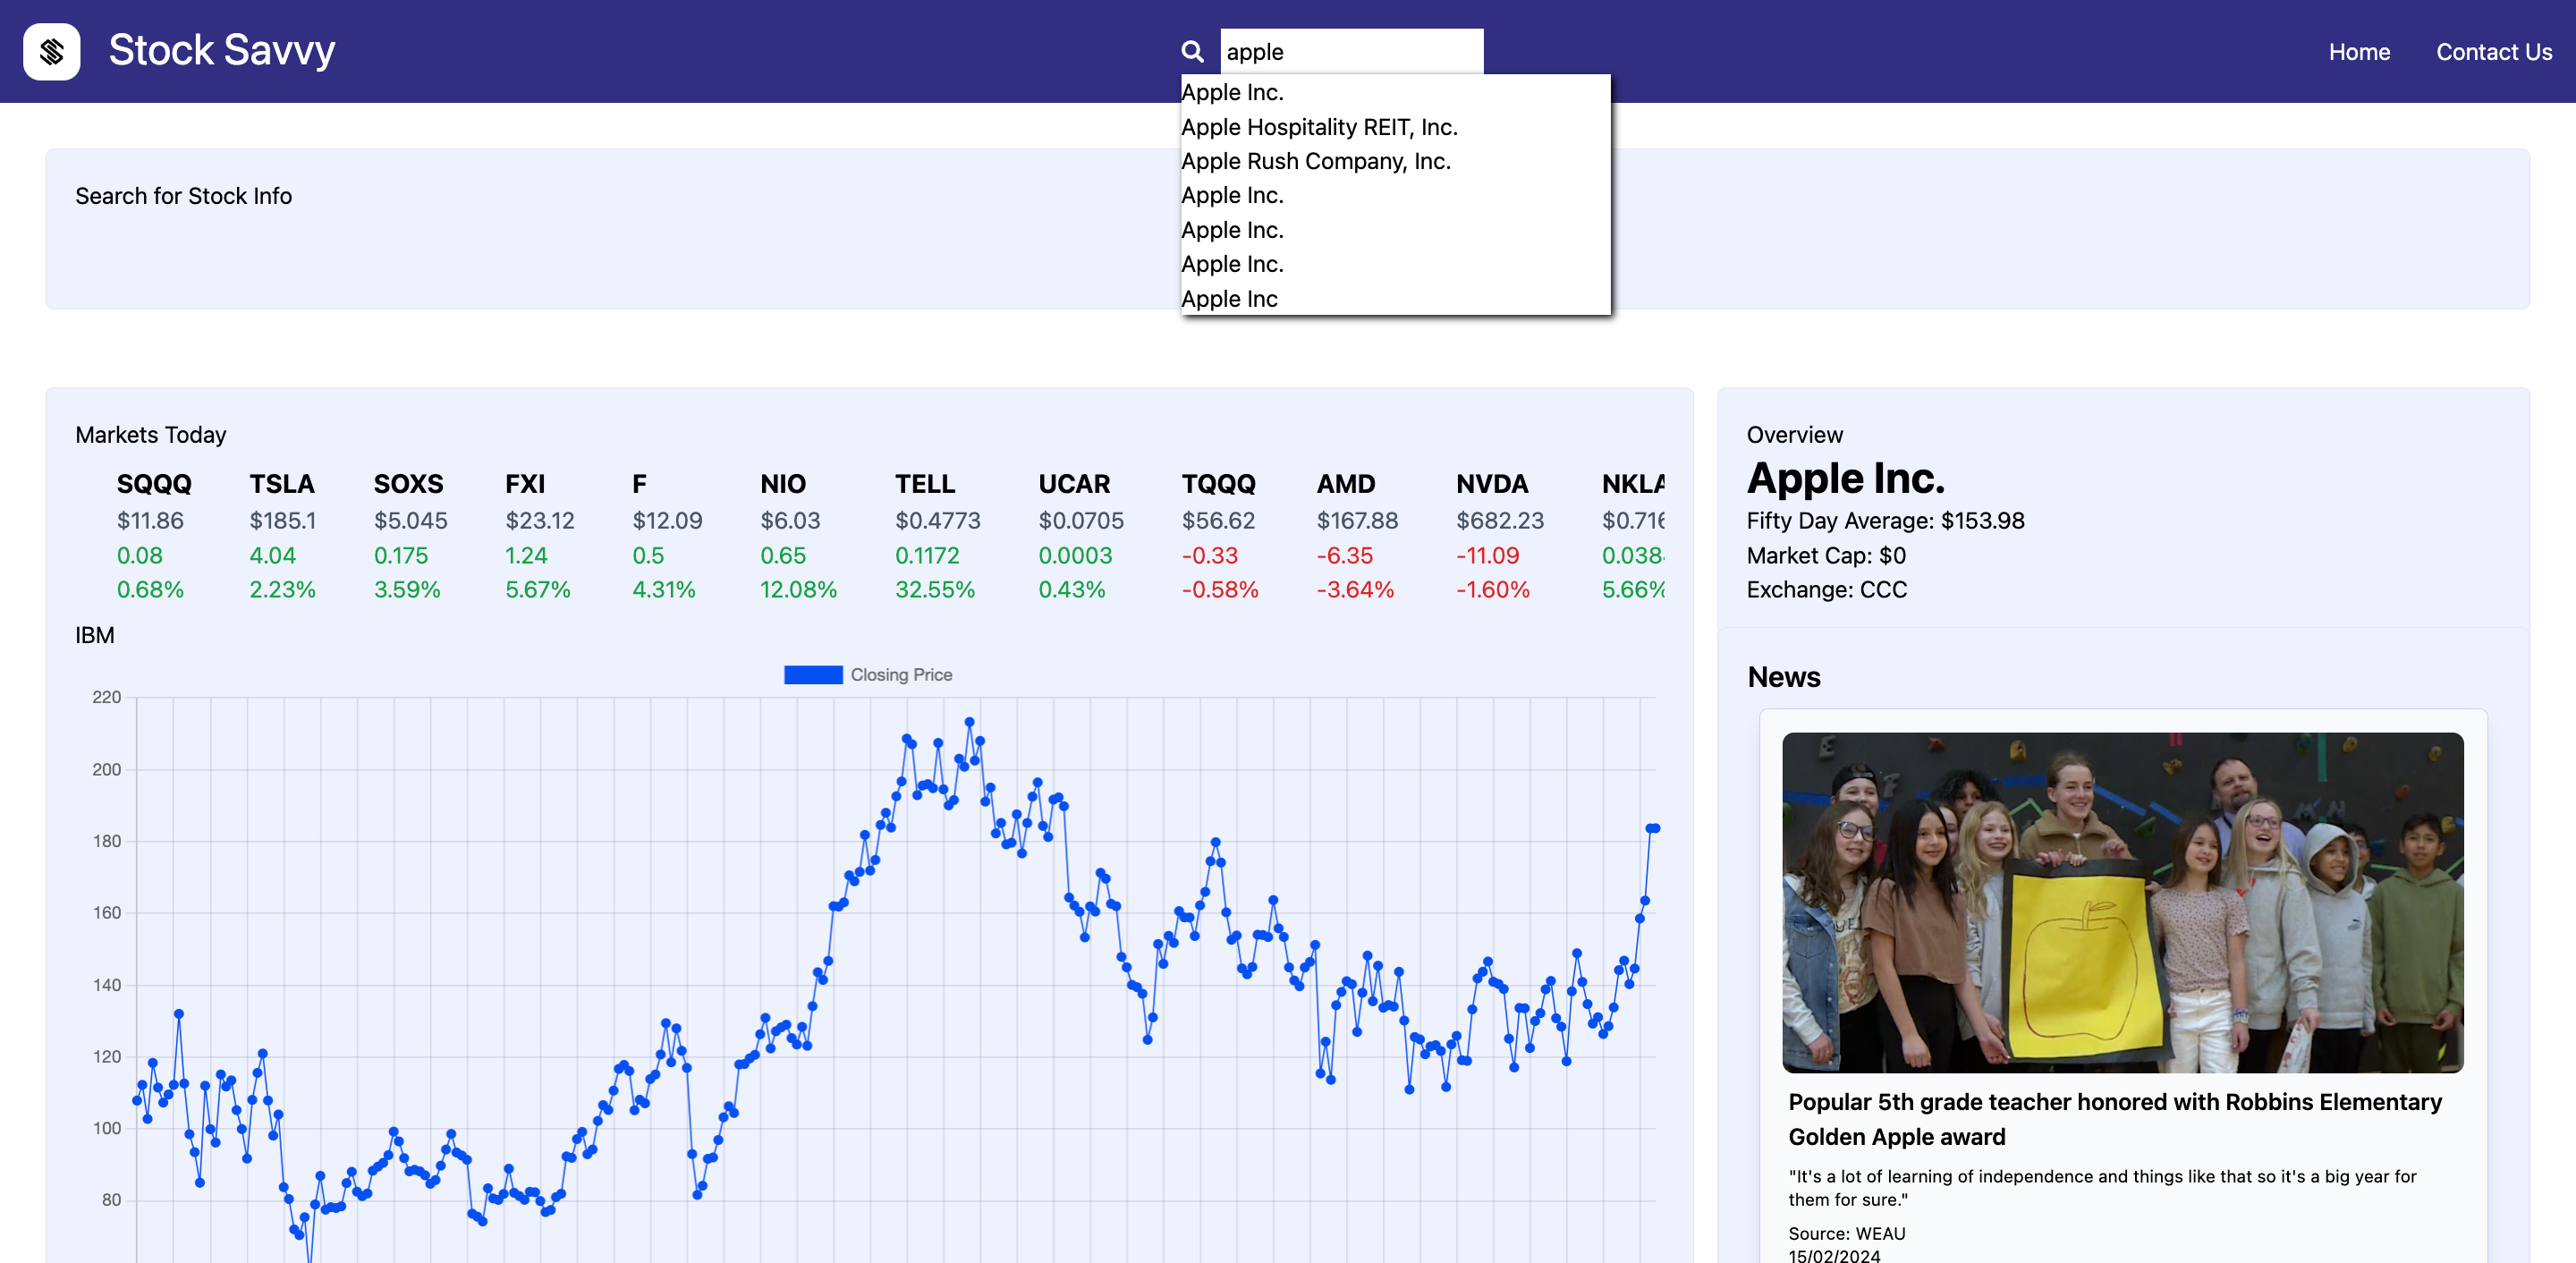 Stock Savvy
apple
Home
Contact Us
Apple Inc.
Apple Hospitality REIT, Inc.
Apple Rush Company, Inc.
Apple Inc.
Apple Inc.
Apple Inc.
Apple Inc
Search for Stock Info
Markets Today
SQQQ TSLA SOXS FXI F NIO TELL UCAR TQQQ AMD NVDA NKLA
$11.86 $185.1 $5.045 $23.12 $12.09 $6.03 $0.4773 $0.0705 $56.62 $167.88 $682.23 $0.716
0.08 4.04 0.175 1.24 0.5 0.65 0.1172 0.0003 -0.33 -6.35 -11.09 0.038
0.68% 2.23% 3.59% 5.67% 4.31% 12.08% 32.55% 0.43% -0.58% -3.64% -1.60% 5.66%
IBM
Closing Price
220
200
180
160
140
120
100
80
Overview
Apple Inc.
Fifty Day Average: $153.98
Market Cap: $0
Exchange: CCC
News
Popular 5th grade teacher honored with Robbins Elementary
Golden Apple award
"It's a lot of learning of independence and things like that so it's a big year for
them for sure."
Source: WEAU
15/02/2024